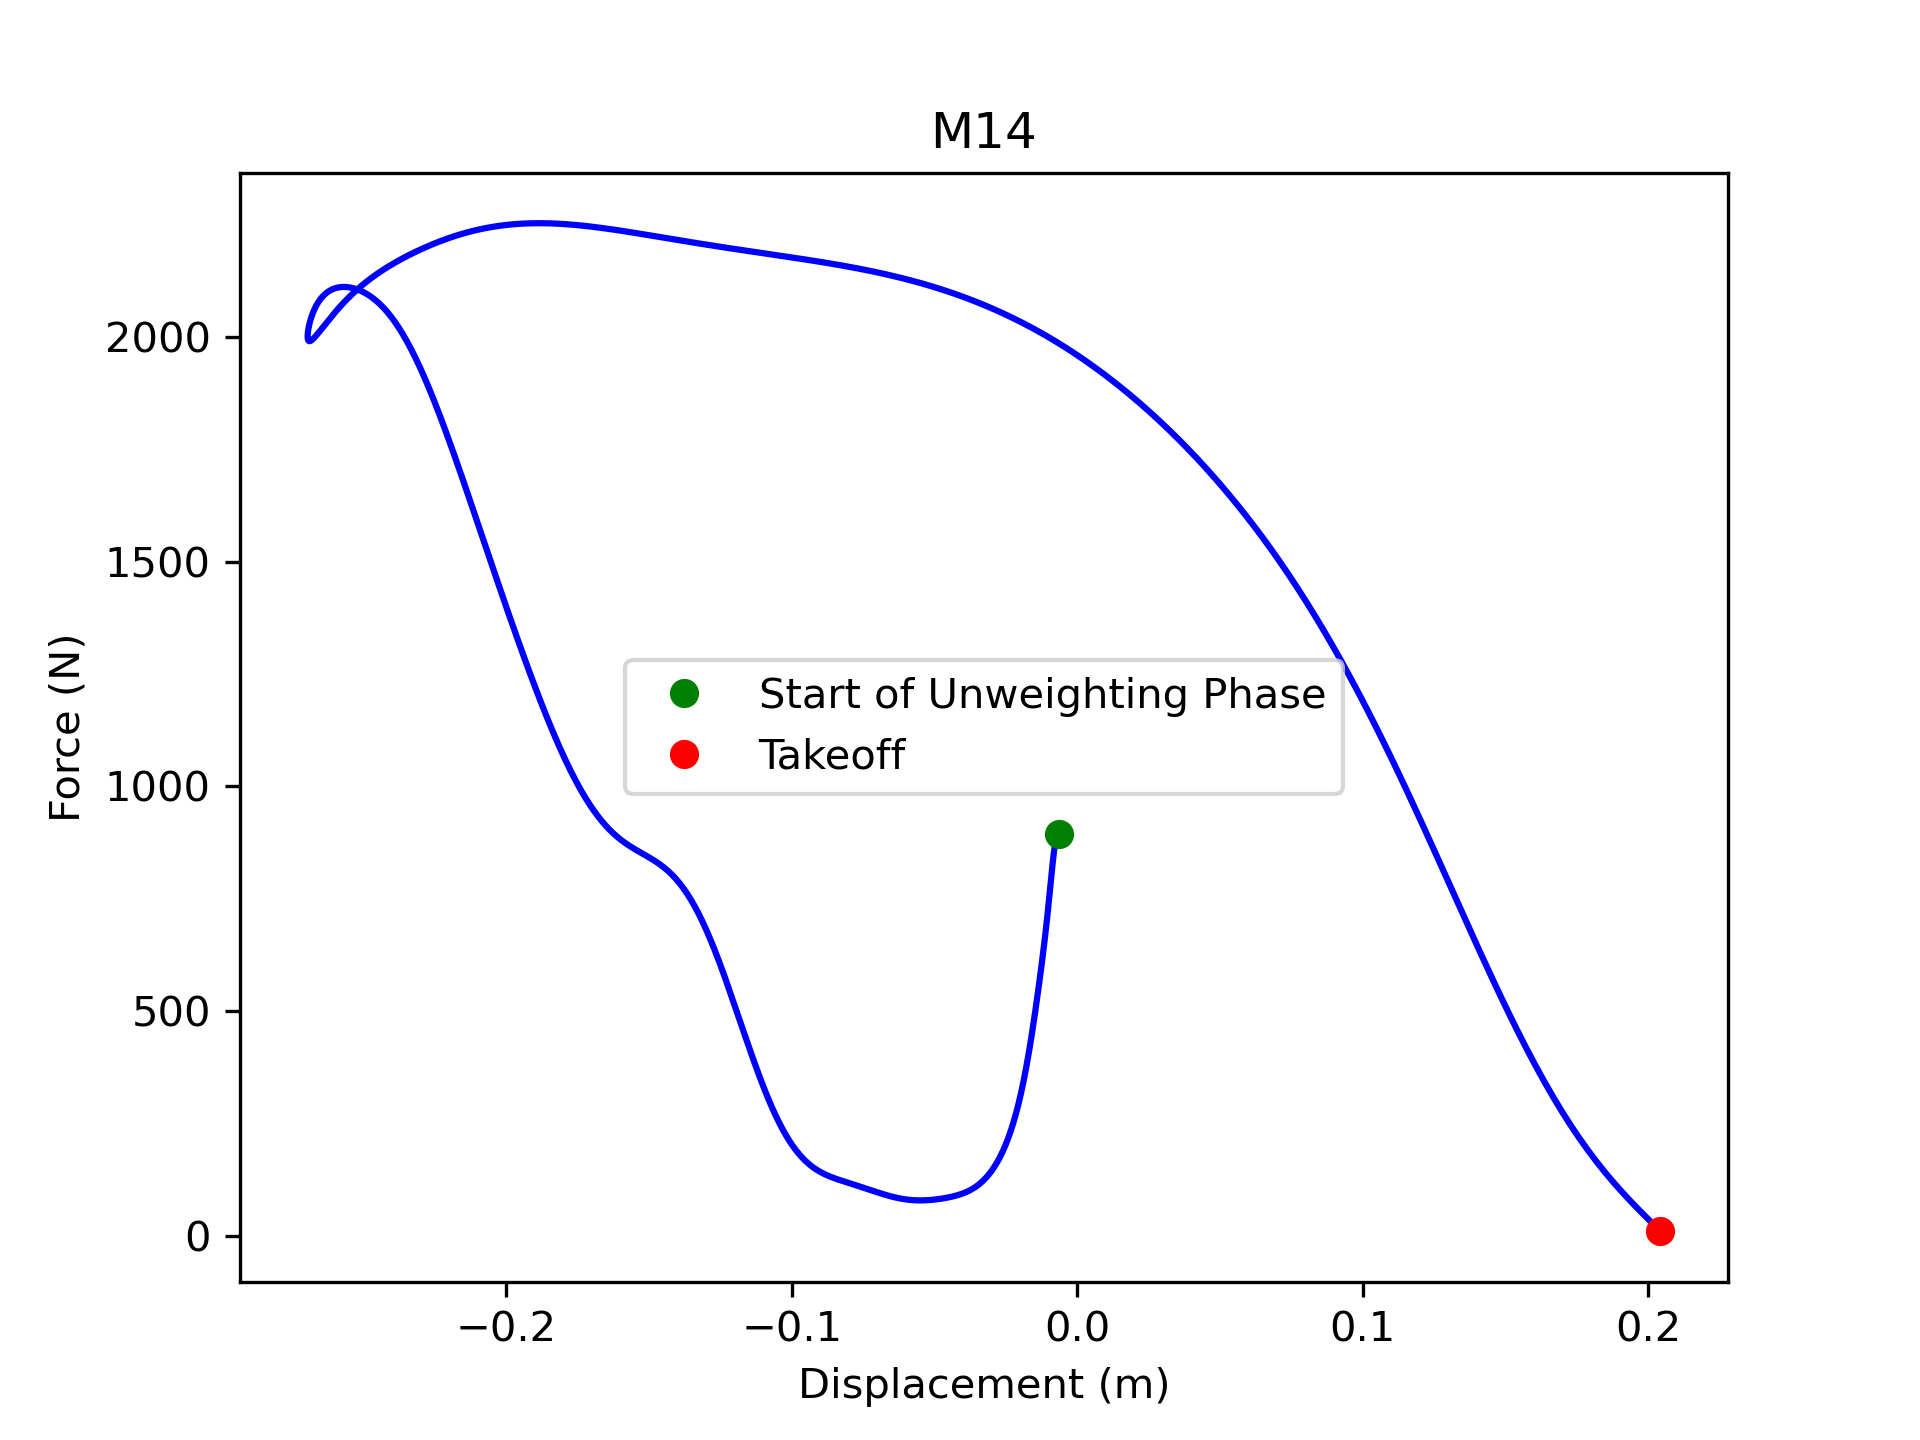 M14
Force (N)
2000
1500
1000
500
0
Start of Unweighting Phase
Takeoff
−0.2
−0.1
0.0
0.1
0.2
Displacement (m)